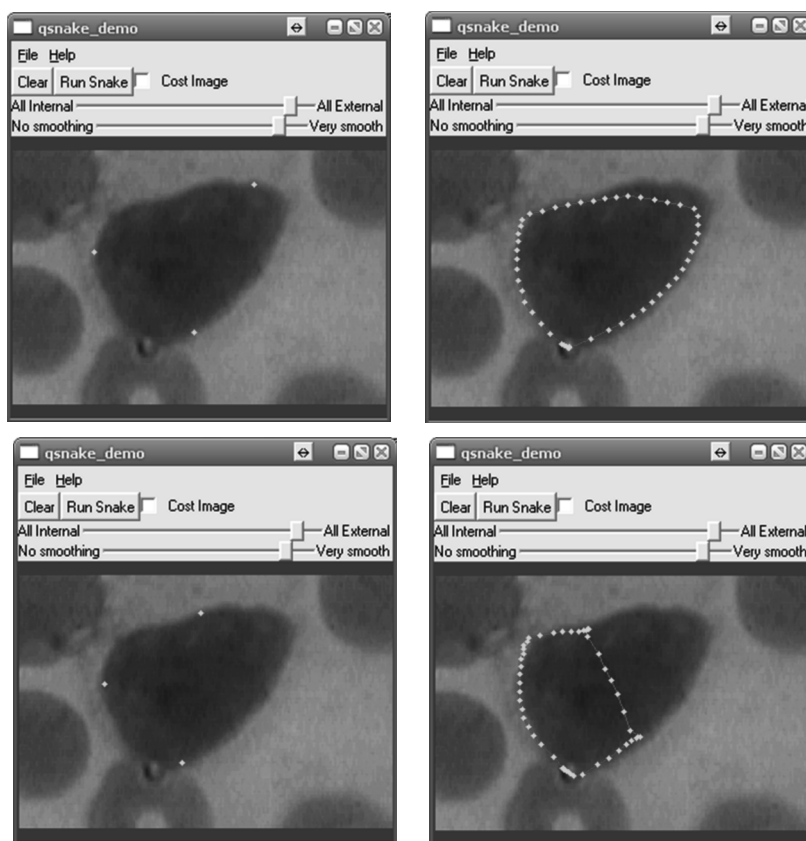 qsnake_demo
File Help
Clear Run Snake Cost Image
All Internal All External
No smoothing Very smooth
qsnake_demo
File Help
Clear Run Snake Cost Image
All Internal All Externa
No smoothing Very smooth
qsnake_demo
File Help
Clear Run Snake Cost Image
All Internal All External
No smoothing Very smooth
qsnake_demo
File Help
Clear Run Snake Cost Image
All Internal All Externa
No smoothing Very smooth